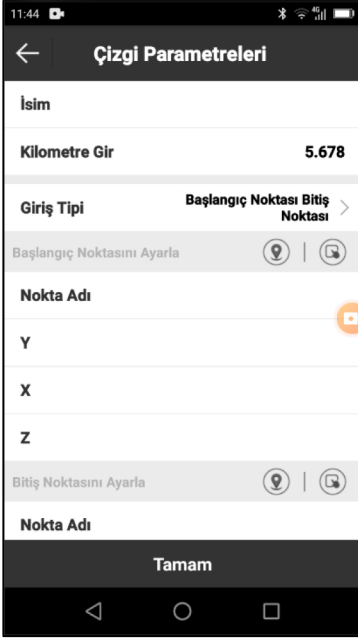 11:44
4G
Çizgi Parametreleri
İsim
Kilometre Gir 5.678
Giriş Tipi Başlangıç Noktası Bitiş
Noktası
Başlangıç Noktasını Ayarla
Nokta Adı
Y
X
Z
Bitiş Noktasını Ayarla
Nokta Adı
Tamam